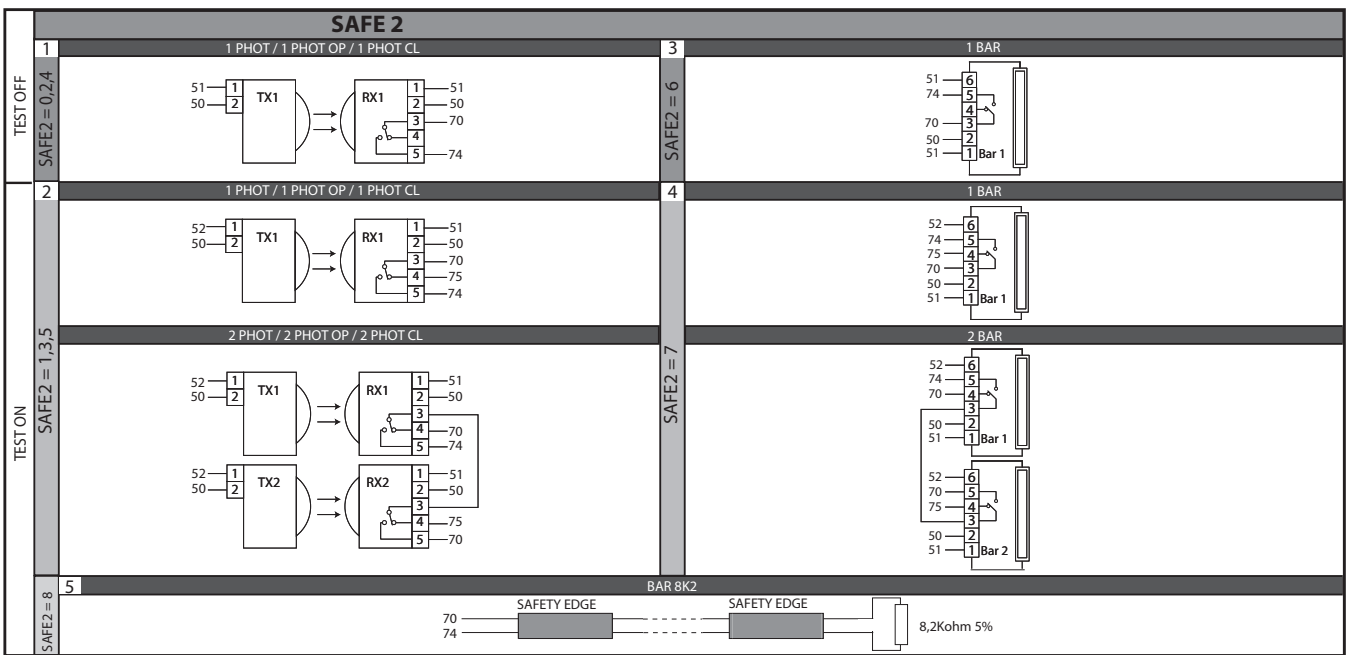 SAFE 2
TEST OFF
1
1 PHOT / 1 PHOT OP / 1 PHOT CL
SAFE2 = 0,2,4
51 1 TX1 RX1 1 51
50 2 2 50
3 70
4
5 74
3
1 BAR
SAFE2 = 6
51 6
74 5
4
70 3
50 2
51 1 Bar 1
TEST ON
2
1 PHOT / 1 PHOT OP / 1 PHOT CL
SAFE2 = 1,3,5
52 1 TX1 RX1 1 51
50 2 2 50
3 70
4 75
5 74
2 PHOT / 2 PHOT OP / 2 PHOT CL
52 1 TX1 RX1 1 51
50 2 2 50
3
4 70
5 74
52 1 TX2 RX2 1 51
50 2 2 50
3
4 75
5 70
4
1 BAR
SAFE2 = 7
52 6
74 5
75 4
70 3
50 2
51 1 Bar 1
2 BAR
52 6
74 5
70 4
3
50 2
51 1 Bar 1
52 6
70 5
75 4
3
50 2
51 1 Bar 2
5
BAR 8K2
SAFE2 = 8
SAFETY EDGE SAFETY EDGE
70
74
8,2Kohm 5%